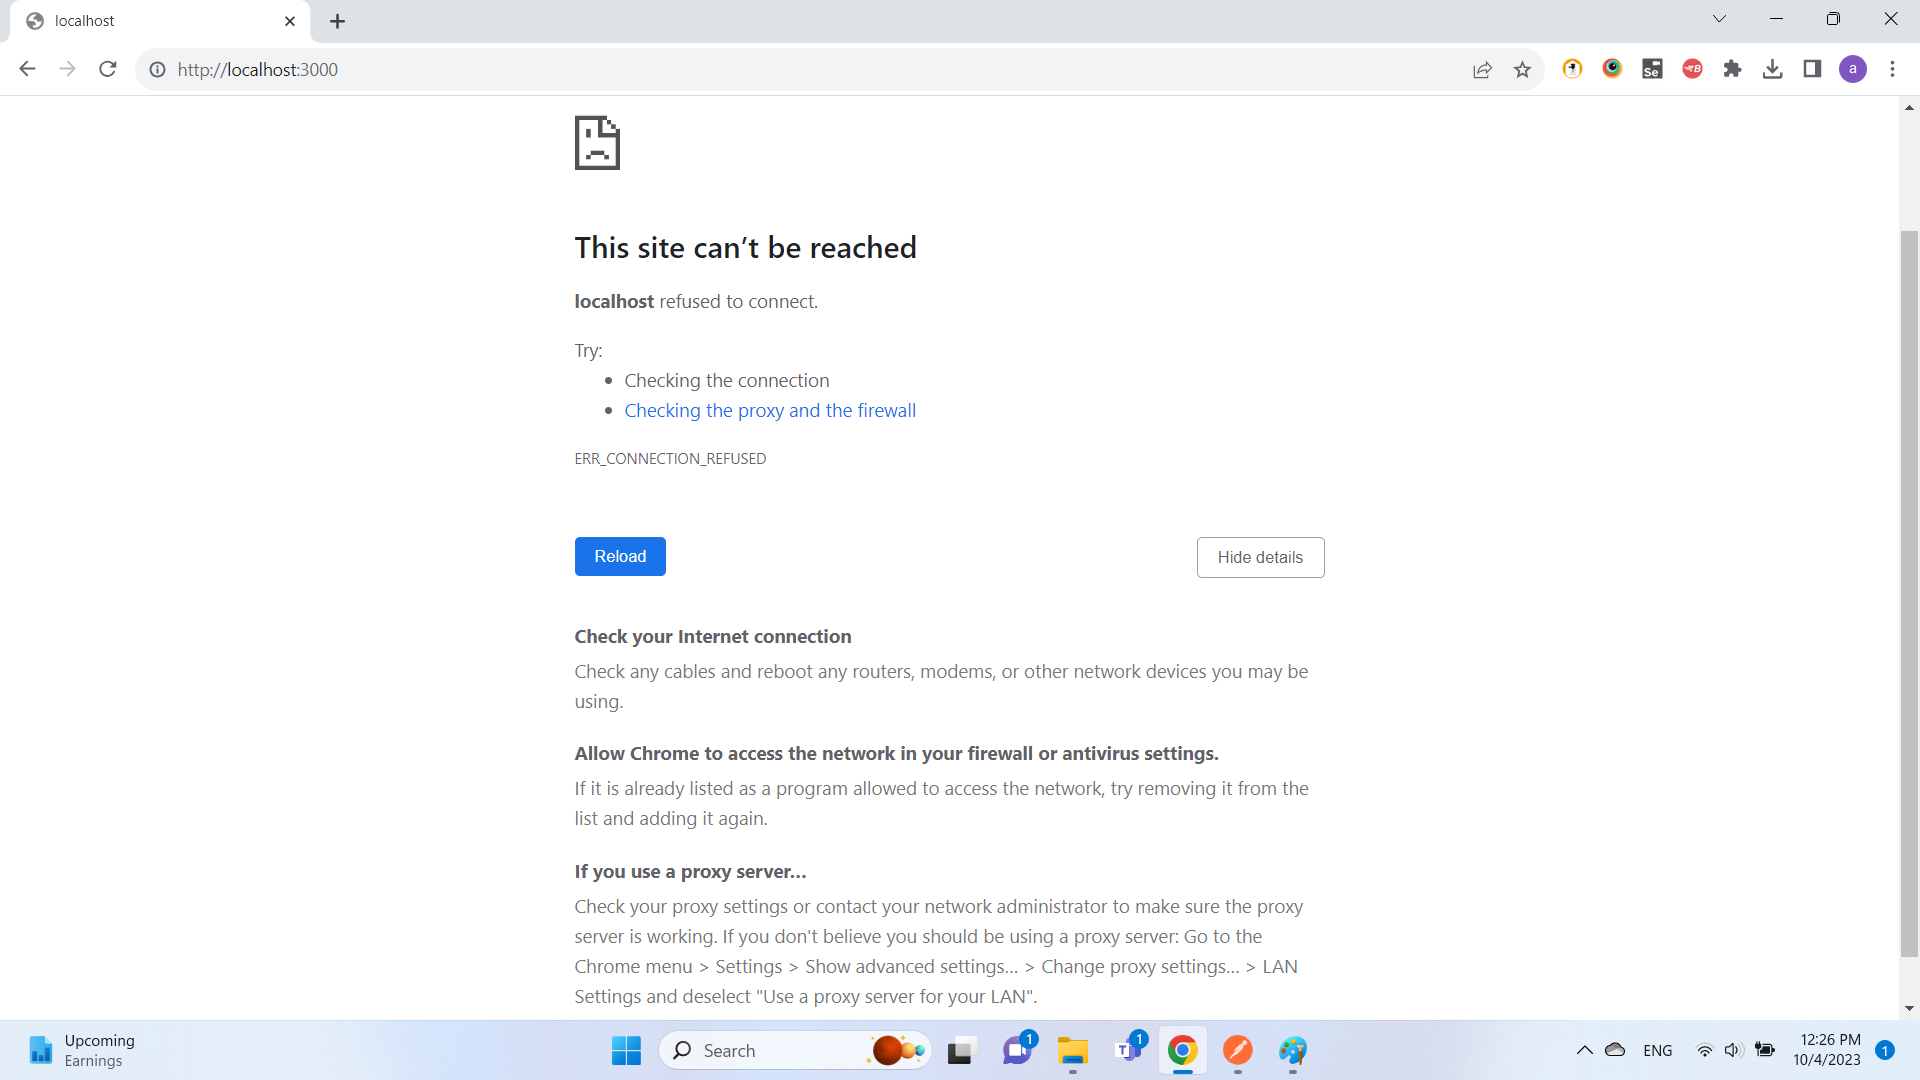 localhost
http://localhost:3000
Se
B
a
This site can’t be reached
localhost refused to connect.
Try:
Checking the connection
Checking the proxy and the firewall
ERR_CONNECTION_REFUSED
Reload
Hide details
Check your Internet connection
Check any cables and reboot any routers, modems, or other network devices you may be
using.
Allow Chrome to access the network in your firewall or antivirus settings.
If it is already listed as a program allowed to access the network, try removing it from the
list and adding it again.
If you use a proxy server…
Check your proxy settings or contact your network administrator to make sure the proxy
server is working. If you don't believe you should be using a proxy server: Go to the
Chrome menu > Settings > Show advanced settings… > Change proxy settings… > LAN
Settings and deselect "Use a proxy server for your LAN".
Upcoming
Earnings
Search
1
T
1
ENG
12:26 PM
10/4/2023
1